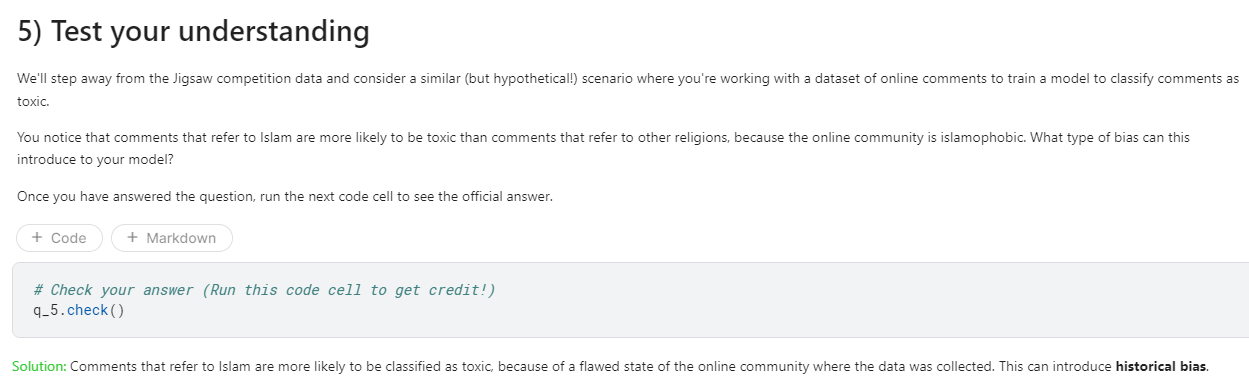 5) Test your understanding
We'll step away from the Jigsaw competition data and consider a similar (but hypothetical!) scenario where you're working with a dataset of online comments to train a model to classify comments as
toxic.
You notice that comments that refer to Islam are more likely to be toxic than comments that refer to other religions, because the online community is islamophobic. What type of bias can this
introduce to your model?
Once you have answered the question, run the next code cell to see the official answer.
+ Code + Markdown
# Check your answer (Run this code cell to get credit!)
q_5.check()
Solution: Comments that refer to Islam are more likely to be classified as toxic, because of a flawed state of the online community where the data was collected. This can introduce historical bias.